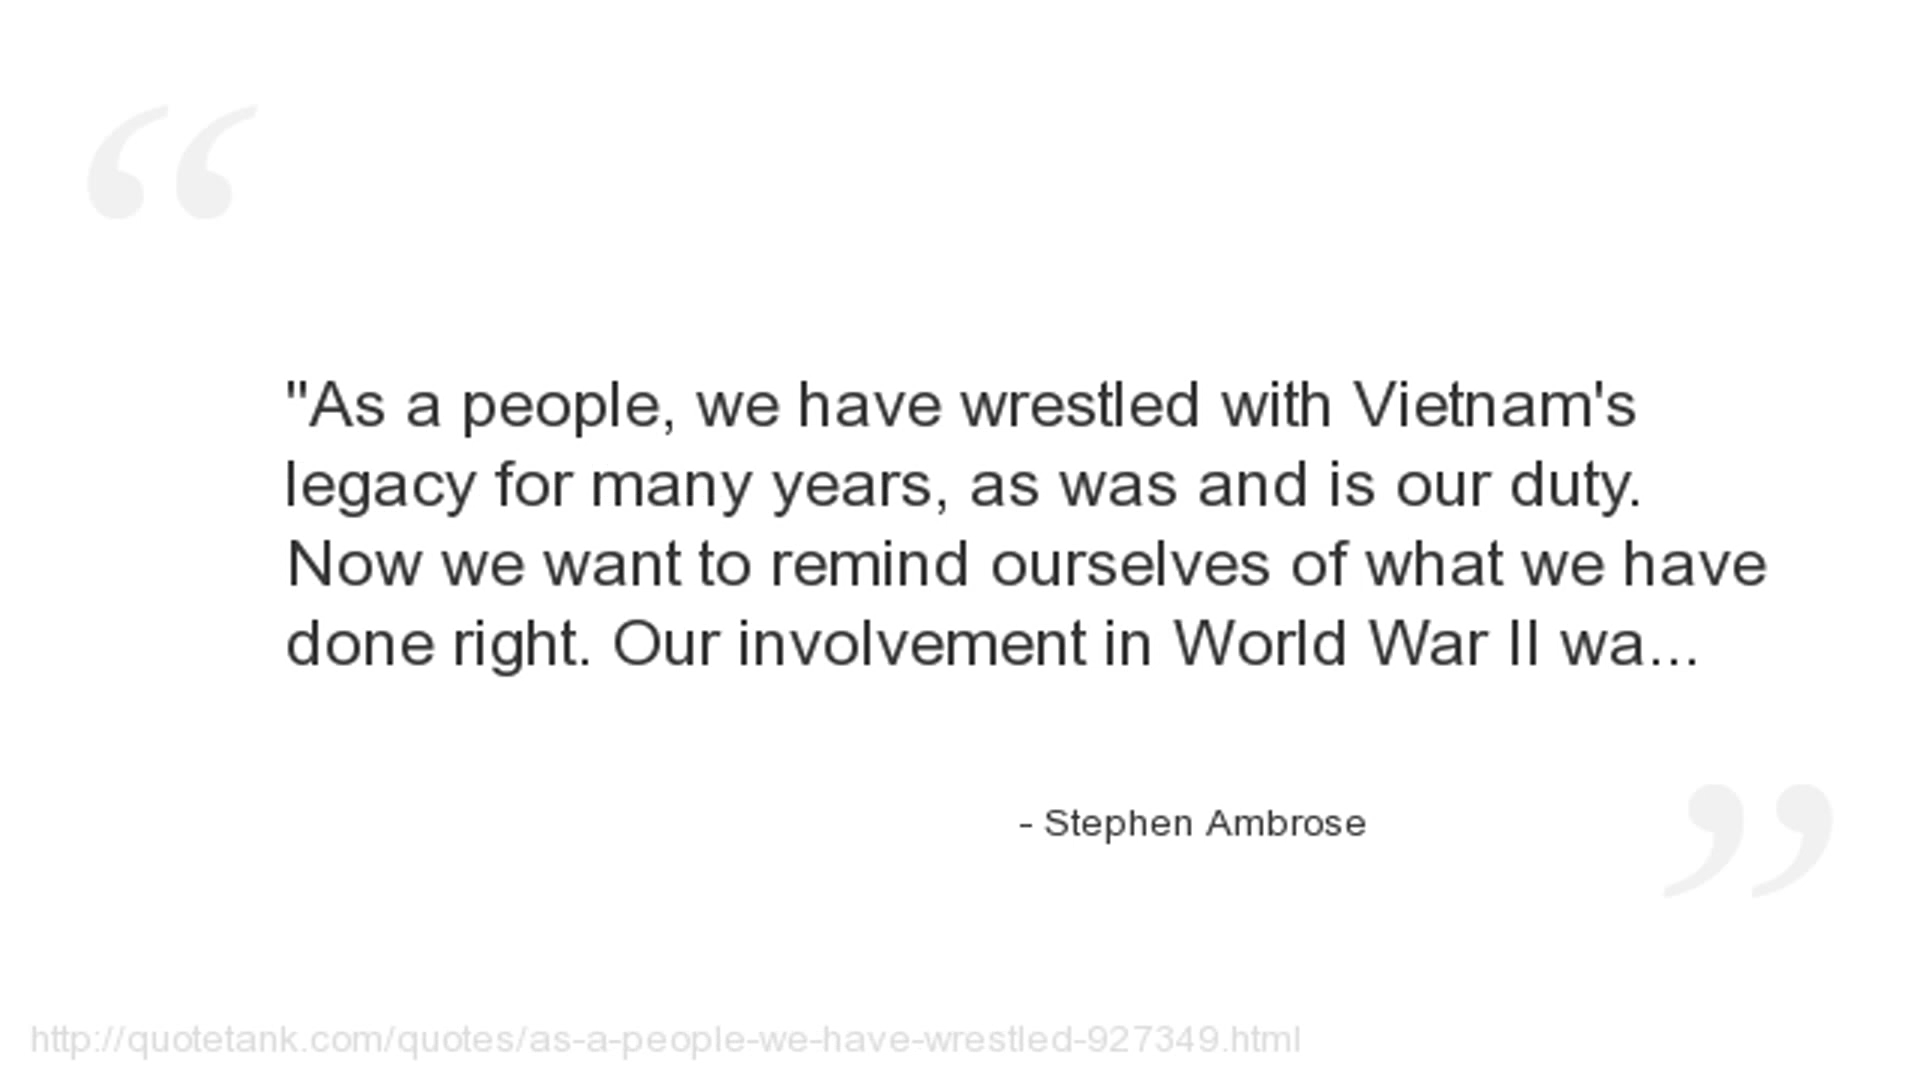 "As a people, we have wrestled with Vietnam's
legacy for many years, as was and is our duty.
Now we want to remind ourselves of what we have
done right. Our involvement in World War II wa...
- Stephen Ambrose
http://quotetank.com/quotes/as-a-people-we-have-wrestled-927349.html